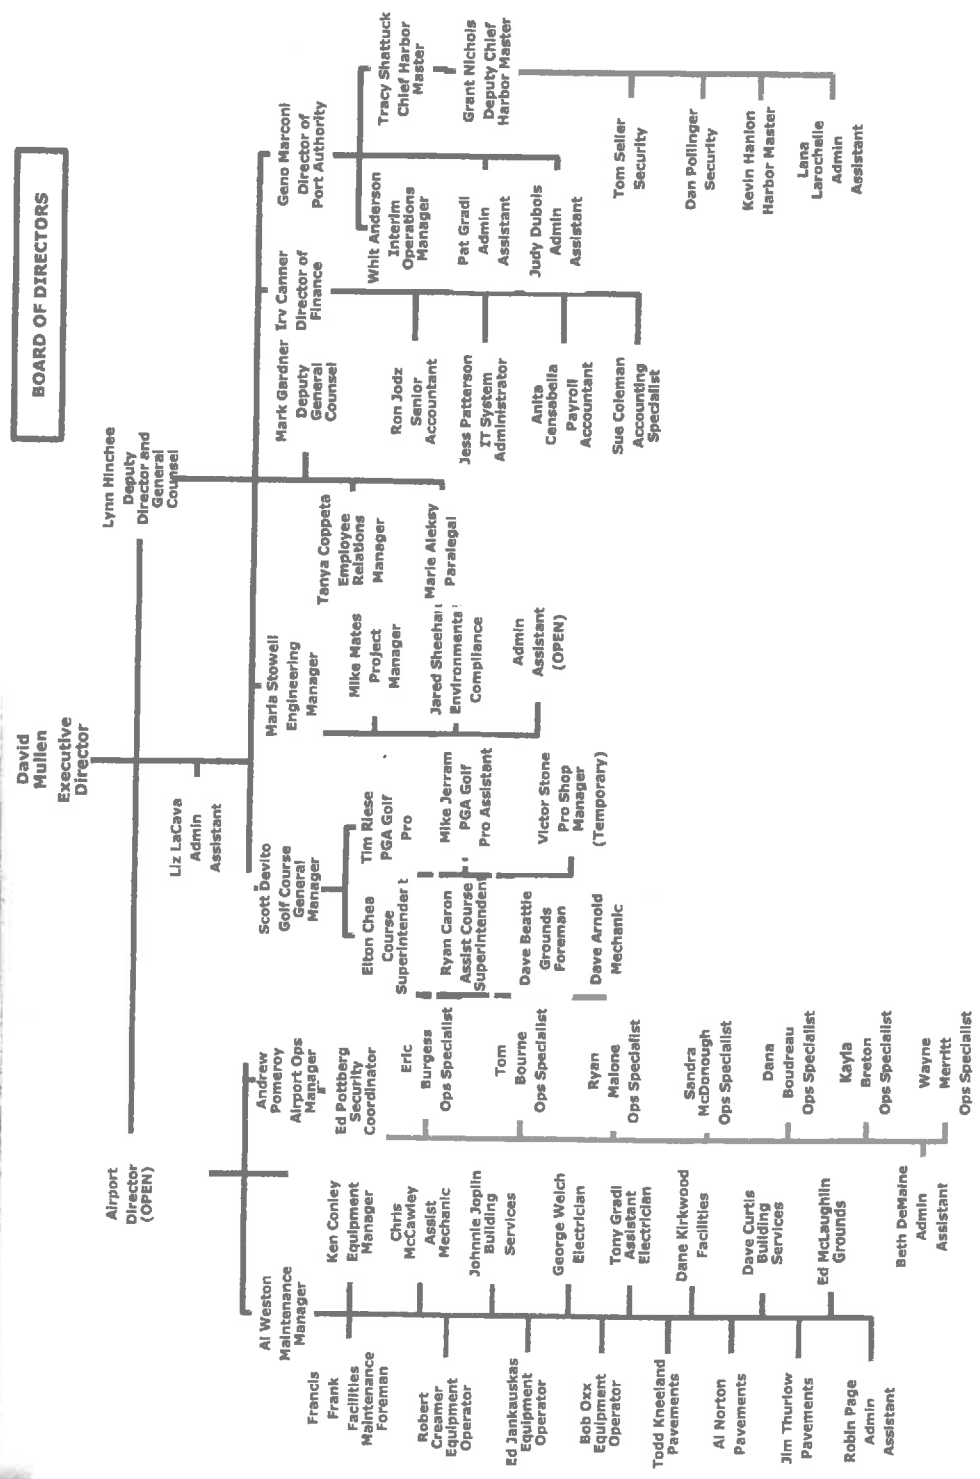 BOARD OF DIRECTORS
David
Mullen
Executive
Director
Lynn Hinchee
Deputy
Director and
General
Counsel
Airport
Director
(OPEN)
Liz LaCava
Admin
Assistant
Al Weston
Maintenance
Manager
Andrew
Pomeroy
Airport Ops
Manager
Scott Devito
Golf Course
General
Manager
Maria Stowell
Engineering
Manager
Mark Gardner
Deputy
General
Counsel
Irv Canner
Director of
Finance
Geno Marconi
Director of
Port Authority
Francis
Frank
Facilities
Maintenance
Foreman
Robert
Creamer
Equipment
Operator
Ed Jankauskas
Equipment
Operator
Bob Oxx
Equipment
Operator
Todd Kneeland
Pavements
Al Norton
Pavements
Jim Thurlow
Pavements
Robin Page
Admin
Assistant
Ken Conley
Equipment
Manager
Chris
McCawley
Assist
Mechanic
Johnnie Joplin
Building
Services
George Welch
Electrician
Tony Gradl
Assistant
Electrician
Dane Kirkwood
Facilities
Dave Curtis
Building
Services
Ed McLaughlin
Grounds
Ed Pottberg
Security
Coordinator
Eric
Burgess
Ops Specialist
Tom
Bourne
Ops Specialist
Ryan
Malone
Ops Specialist
Sandra
McDonough
Ops Specialist
Dana
Boudreau
Ops Specialist
Kayla
Breton
Ops Specialist
Wayne
Merritt
Ops Specialist
Beth DeMaine
Admin
Assistant
Elton Chea
Course
Superintendent
Ryan Caron
Assist Course
Superintendent
Dave Beattie
Grounds
Foreman
Dave Arnold
Mechanic
Tim Riese
PGA Golf
Pro
Mike Jerram
PGA Golf
Pro Assistant
Victor Stone
Pro Shop
Manager
(Temporary)
Mike Mates
Project
Manager
Jared Sheehan
Environmental
Compliance
Admin
Assistant
(OPEN)
Tanya Coppeta
Employee
Relations
Manager
Marie Aleksy
Paralegal
Ron Jodz
Senior
Accountant
Jess Patterson
IT System
Administrator
Anita
Censabella
Payroll
Accountant
Sue Coleman
Accounting
Specialist
Whit Anderson
Interim
Operations
Manager
Pat Gradl
Admin
Assistant
Judy Dubois
Admin
Assistant
Tracy Shattuck
Chief Harbor
Master
Grant Nichols
Deputy Chief
Harbor Master
Tom Seller
Security
Dan Pollinger
Security
Kevin Hanlon
Harbor Master
Lana
Larochelle
Admin
Assistant